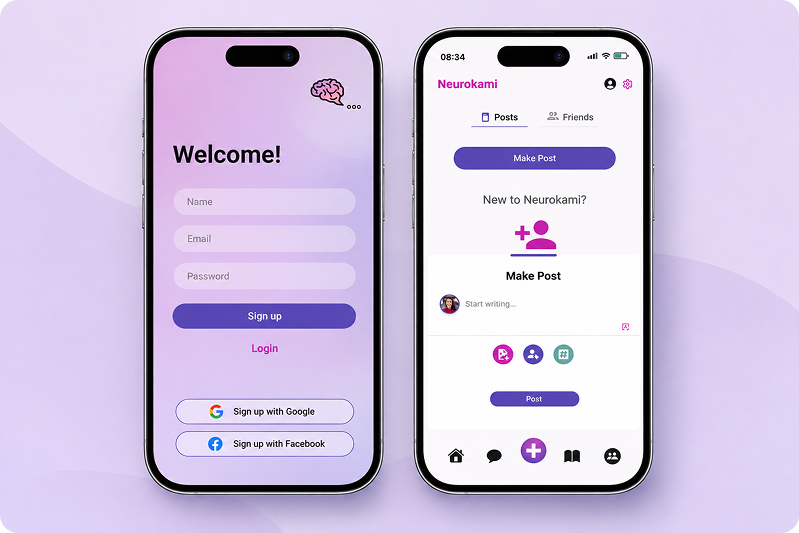 Welcome!
Name
Email
Password
Sign up
Login
Sign up with Google
Sign up with Facebook
08:34
Neurokami
Posts
Friends
Make Post
New to Neurokami?
Make Post
Start writing...
Post